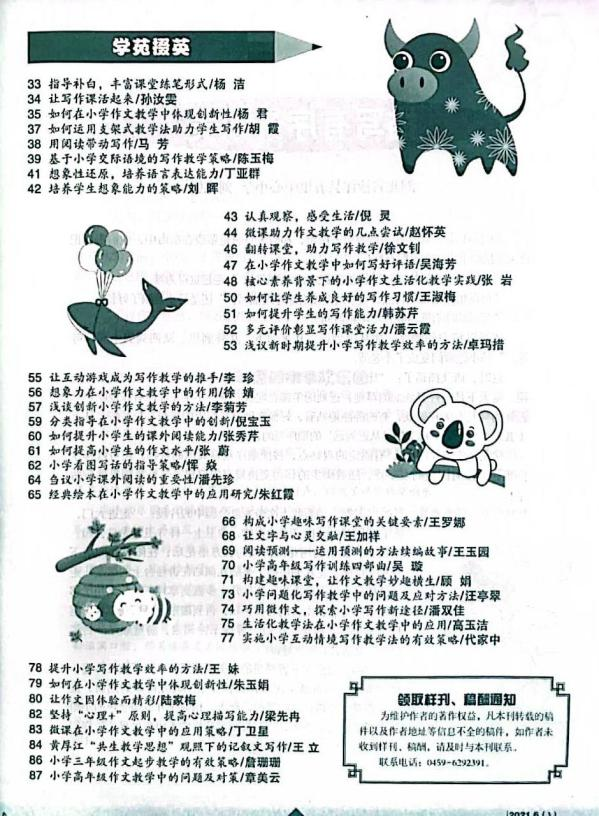 学苑掇英
33 指导补白，丰富课堂练笔形式/杨 洁
34 让写作课活起来/孙汝雯
35 如何在小学作文教学中体现创新性/杨 君
37 如何运用支架式教学法助力学生写作/胡 霞
38 用阅读带动写作/马 芳
39 基于小学交际语境的写作教学策略/陈玉梅
41 想象性还原，培养语言表达能力/丁亚群
42 培养学生想象能力的策略/刘 晖
43 认真观察，感受生活/倪 灵
44 微课助力作文教学的几点尝试/赵怀英
46 翻转课堂，助力写作教学/徐文钊
47 在小学作文教学中如何写好评语/吴海芳
48 核心素养背景下的小学作文生活化教学实践/张 岩
50 如何让学生养成良好的写作习惯/王淑梅
51 如何提升学生的写作能力/韩苏芹
52 多元评价彰显写作课堂活力/潘云霞
53 浅议新时期提升小学写作教学效率的方法/卓玛措
55 让互动游戏成为写作教学的推手/李 珍
56 想象力在小学作文教学中的作用/徐 婧
57 浅谈创新小学作文教学的方法/李菊芳
59 分类指导在小学作文教学中的创新/倪宝玉
60 如何提升小学生的课外阅读能力/张秀芹
61 如何提高小学生的作文水平/张 蔚
62 小学看图写话的指导策略/恽 焱
64 刍议小学课外阅读的重要性/潘先珍
65 经典绘本在小学作文教学中的应用研究/朱红霞
66 构成小学趣味写作课堂的关键要素/王罗娜
68 让文字与心灵交融/王加祥
69 阅读预测——运用预测的方法续编故事/王玉园
70 小学高年级写作训练四部曲/吴 璇
71 构建趣味课堂，让作文教学妙趣横生/顾 娟
73 小学问题化写作教学中的问题及应对方法/汪亭翠
74 巧用微作文，探索小学写作新途径/潘双佳
75 生活化教学法在小学作文教学中的应用/高玉洁
77 实施小学互动情境写作教学法的有效策略/代家中
78 提升小学写作教学效率的方法/王 妹
79 如何在小学作文教学中体现创新性/朱玉娟
80 让作文因体验而精彩/陆家梅
82 坚持“心理+”原则，提高心理描写能力/梁先冉
83 微课在小学作文教学中的应用策略/丁卫星
84 黄厚江“共生教学思想”观照下的记叙文写作/王 立
86 小学三年级作文起步教学的有效策略/詹珊珊
87 小学高年级作文教学中的问题及对策/章美云
领取样刊、稿酬通知
为维护作者的著作权益，凡本刊转载的稿
件以及作者地址等信息不全的稿件，如作者未
收到样刊、稿酬，请及时与本刊联系。
联系电话：0459-6292391.